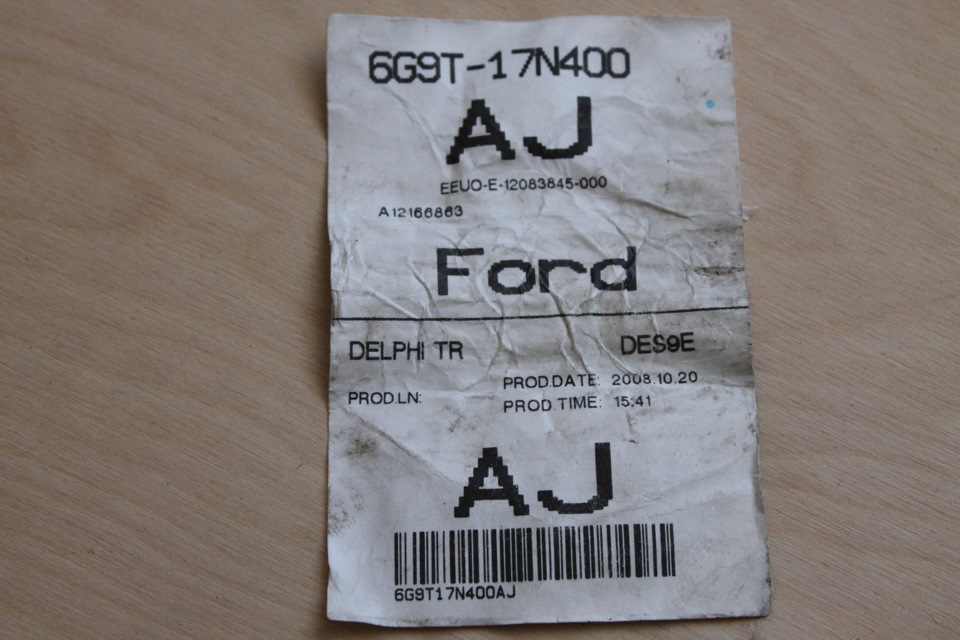 6G9T-17N400
AJ
EEUO-E-12083845-000
A12166863
Ford
DELPHI TR DES9E
PROD.DATE: 2008.10.20
PROD.LN:
PROD.TIME: 15:41
AJ
6G9T17N400AJ